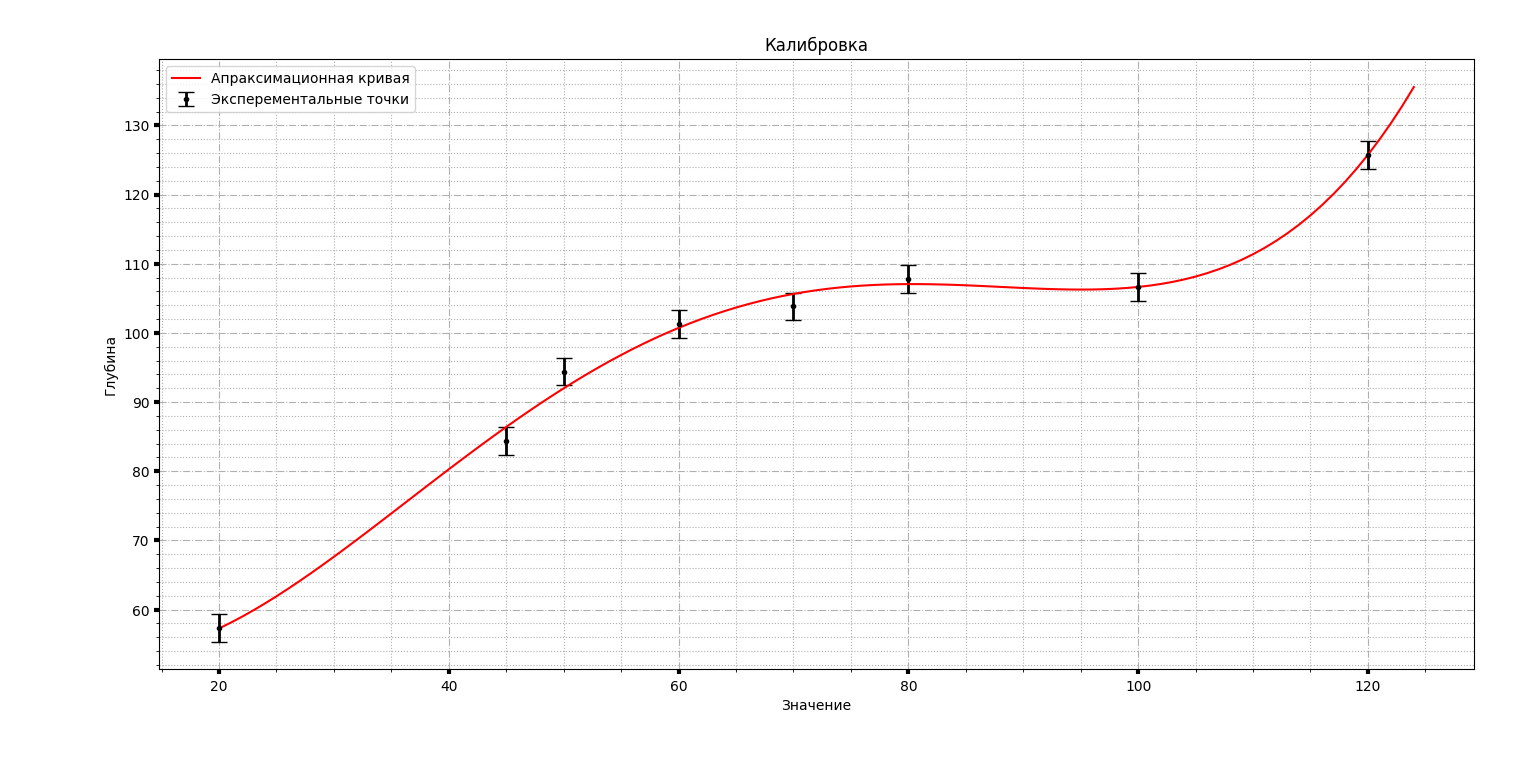 Калибровка
Апраксимационная кривая
Эксперементальные точки
130
120
110
100
90
80
70
60
Глубина
20 40 60 80 100 120
Значение